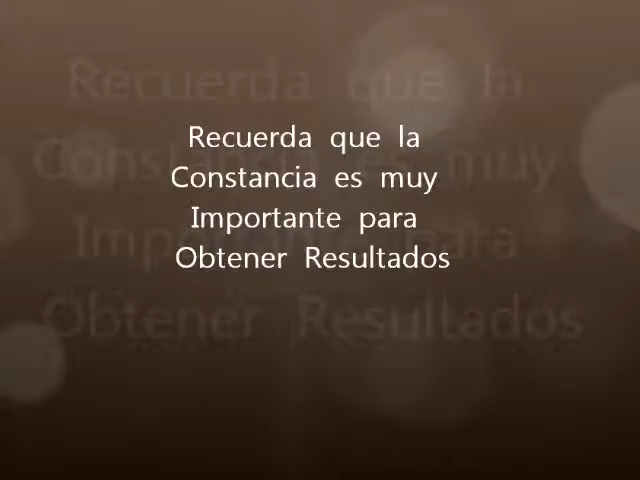 Recuerda que la
Constancia es muy
Importante para
Obtener Resultados